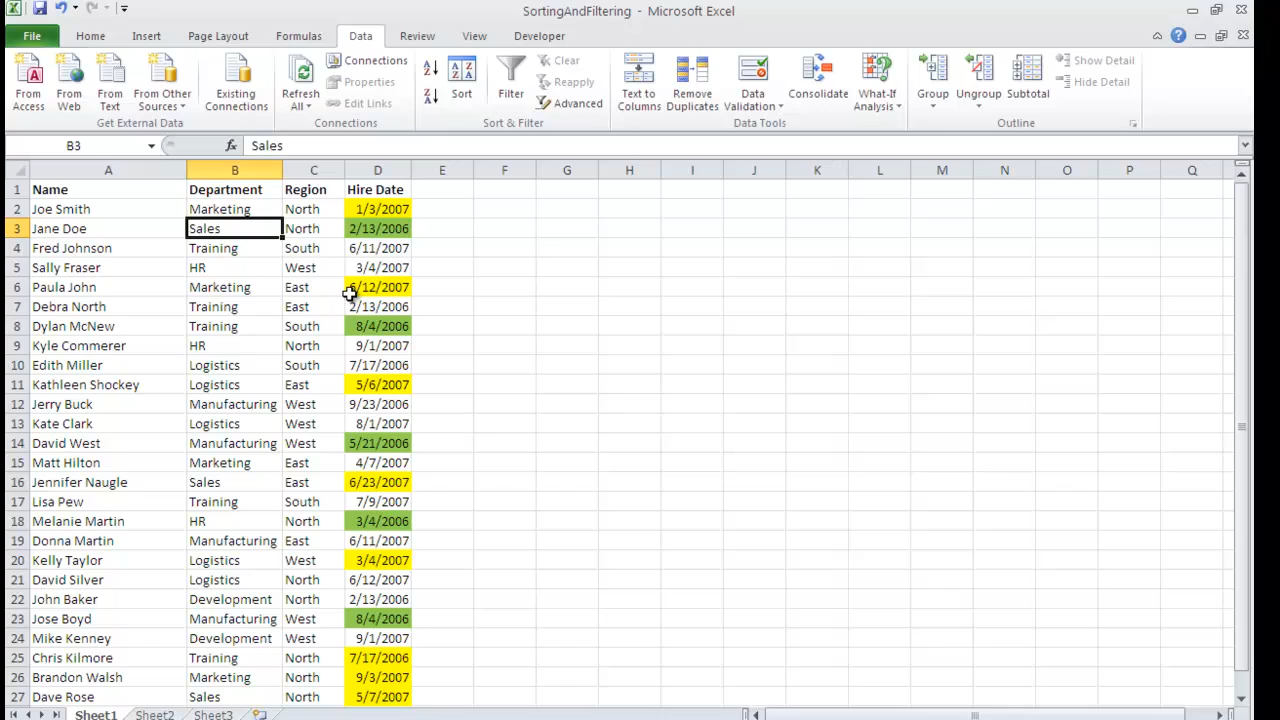 SortingAndFiltering - Microsoft Excel
File Home Insert Page Layout Formulas Data Review View Developer
From Access
From Web
From Text
From Other Sources
Existing Connections
Get External Data
Refresh All
Connections
Properties
Edit Links
Connections
Sort
Filter
Clear
Reapply
Advanced
Sort & Filter
Text to Columns
Remove Duplicates
Data Validation
Consolidate
What-If Analysis
Data Tools
Group
Ungroup
Subtotal
Show Detail
Hide Detail
Outline
B3 fx Sales
A B C D E F G H I J K L M N O P Q
1 Name Department Region Hire Date
2 Joe Smith Marketing North 1/3/2007
3 Jane Doe Sales North 2/13/2006
4 Fred Johnson Training South 6/11/2007
5 Sally Fraser HR West 3/4/2007
6 Paula John Marketing East 6/12/2007
7 Debra North Training East 2/13/2006
8 Dylan McNew Training South 8/4/2006
9 Kyle Commerer HR North 9/1/2007
10 Edith Miller Logistics South 7/17/2006
11 Kathleen Shockey Logistics East 5/6/2007
12 Jerry Buck Manufacturing West 9/23/2006
13 Kate Clark Logistics West 8/1/2007
14 David West Manufacturing West 5/21/2006
15 Matt Hilton Marketing East 4/7/2007
16 Jennifer Naugle Sales East 6/23/2007
17 Lisa Pew Training South 7/9/2007
18 Melanie Martin HR North 3/4/2006
19 Donna Martin Manufacturing East 6/11/2007
20 Kelly Taylor Logistics West 3/4/2007
21 David Silver Logistics North 6/12/2007
22 John Baker Development North 2/13/2006
23 Jose Boyd Manufacturing West 8/4/2006
24 Mike Kenney Development West 9/1/2007
25 Chris Kilmore Training North 7/17/2006
26 Brandon Walsh Marketing North 9/3/2007
27 Dave Rose Sales North 5/7/2007
Sheet1 Sheet2 Sheet3